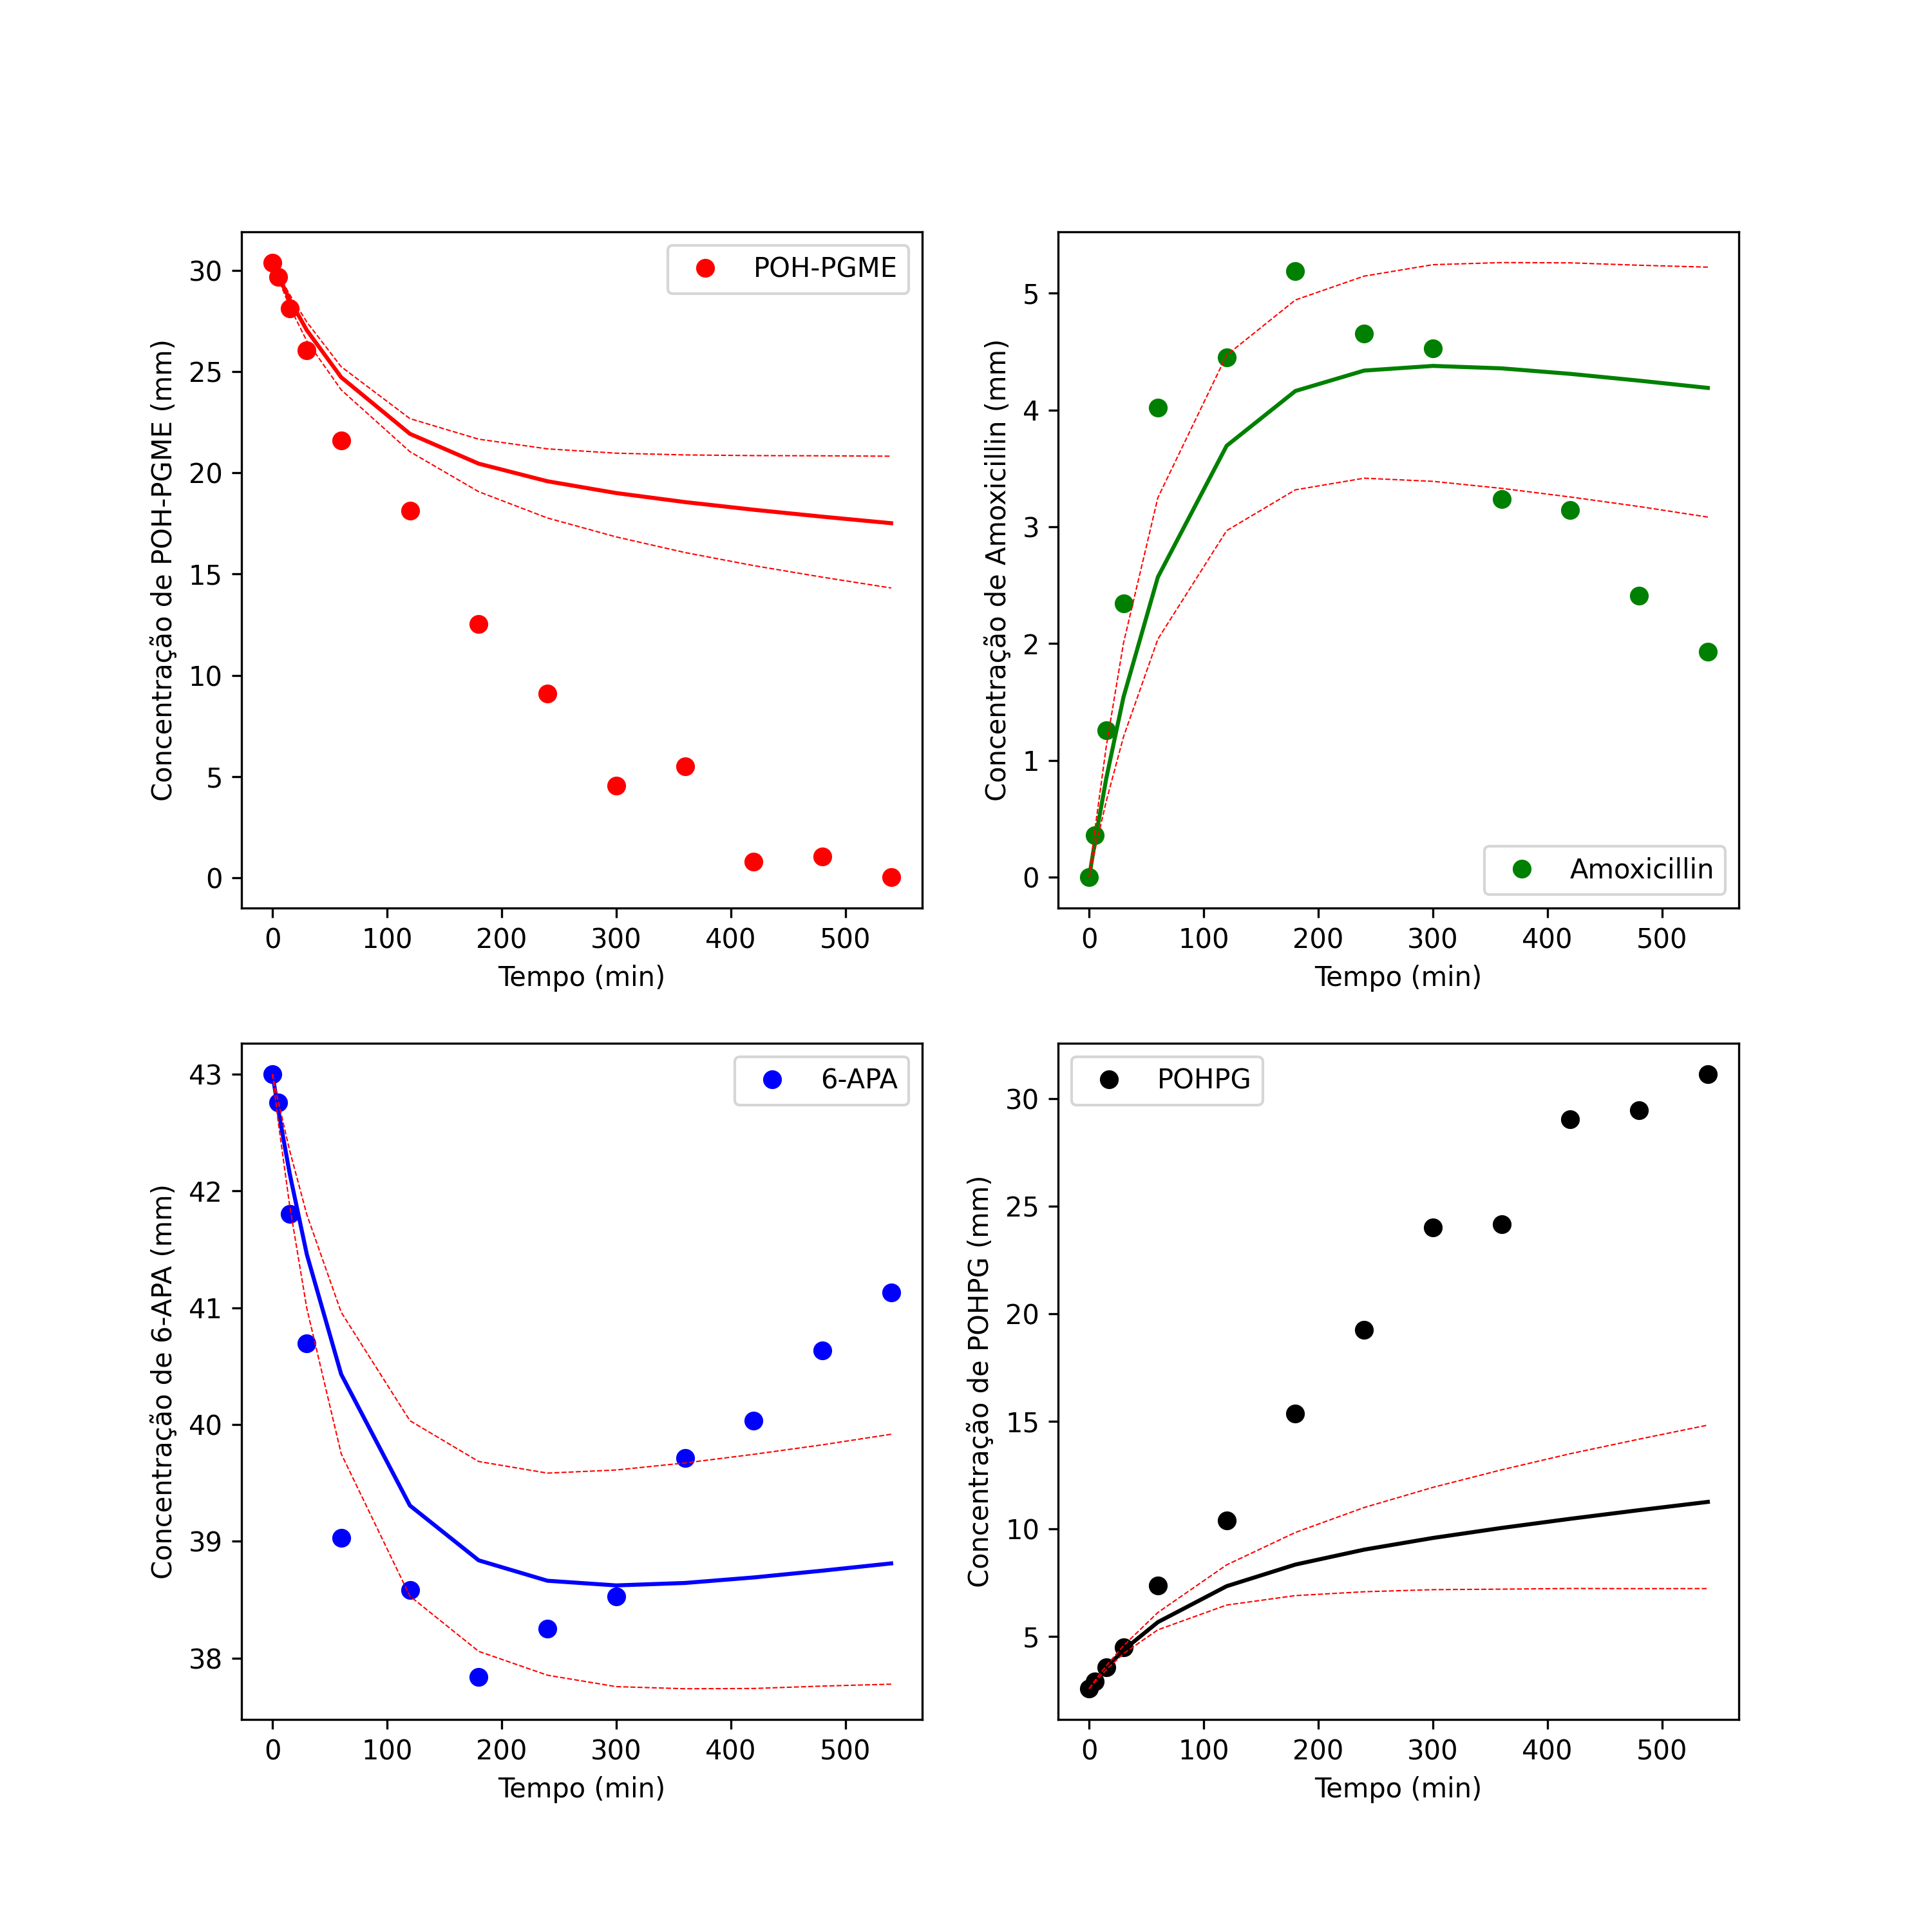 POH-PGME
Concentração de POH-PGME (mm)
30
25
20
15
10
5
0
0 100 200 300 400 500
Tempo (min)
Amoxicillin
Concentração de Amoxicillin (mm)
5
4
3
2
1
0
0 100 200 300 400 500
Tempo (min)
6-APA
Concentração de 6-APA (mm)
43
42
41
40
39
38
0 100 200 300 400 500
Tempo (min)
POHPG
Concentração de POHPG (mm)
30
25
20
15
10
5
0 100 200 300 400 500
Tempo (min)